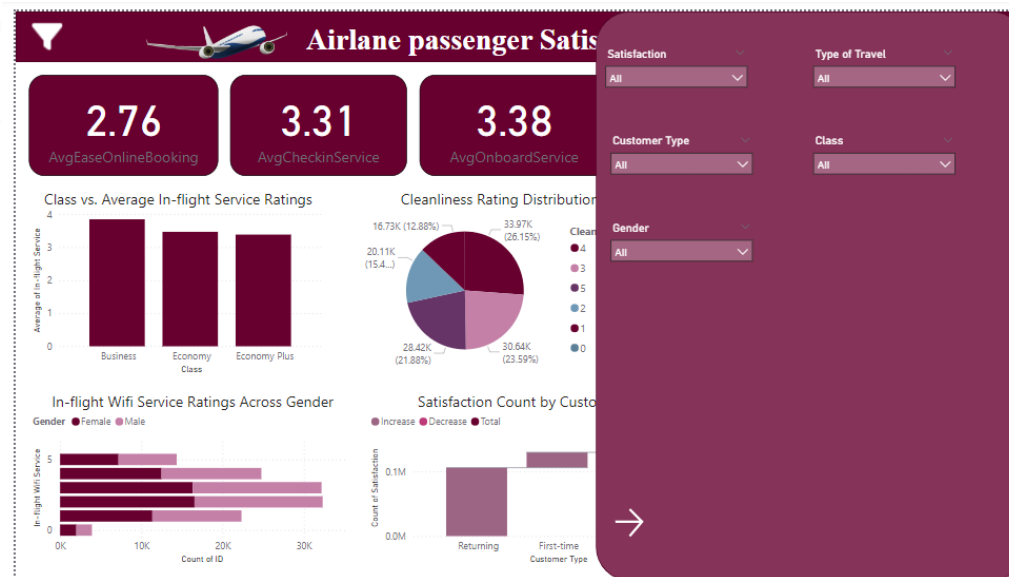 Airlane passenger Satis
Satisfaction
All
Type of Travel
All
Customer Type
All
Class
All
Gender
All
2.76
AvgEaseOnlineBooking
3.31
AvgCheckinService
3.38
AvgOnboardService
Class vs. Average In-flight Service Ratings
Average of In-flight Service
4
3
2
1
0
Business
Economy
Economy Plus
Class
Cleanliness Rating Distribution
16.73K (12.88%)
33.97K
(26.15%)
20.11K
(15.4...)
28.42K
(21.88%)
30.64K
(23.59%)
Clean
4
3
5
2
1
0
In-flight Wifi Service Ratings Across Gender
Gender Female Male
In-flight Wifi Service
5
0
0K
10K
20K
30K
Count of ID
Satisfaction Count by Custo
Increase Decrease Total
Count of Satisfaction
0.1M
0.0M
Returning
First-time
Customer Type